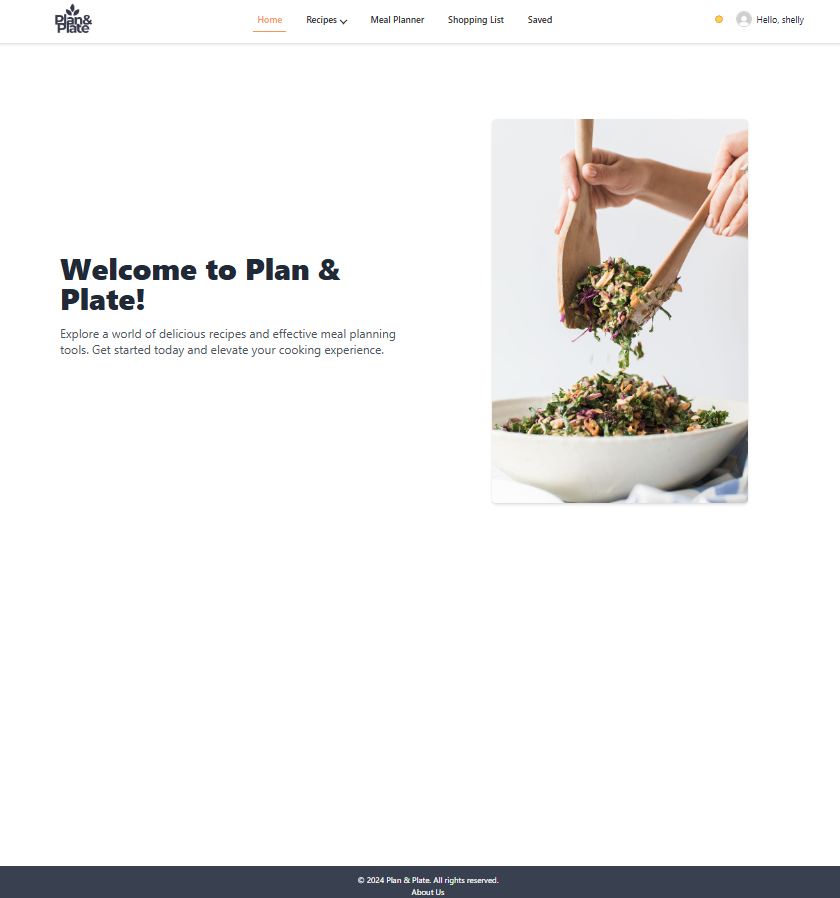 Plan&
Plate
Home Recipes Meal Planner Shopping List Saved Hello, shelly
Welcome to Plan &
Plate!
Explore a world of delicious recipes and effective meal planning
tools. Get started today and elevate your cooking experience.
© 2024 Plan & Plate. All rights reserved.
About Us